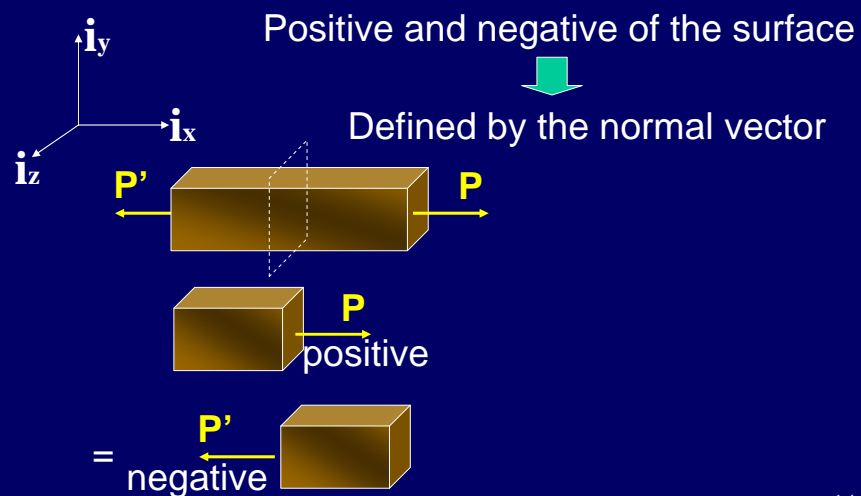 Positive and negative of the surface
iy
Defined by the normal vector
ix
iz
P’
P
P
positive
P’
=
negative